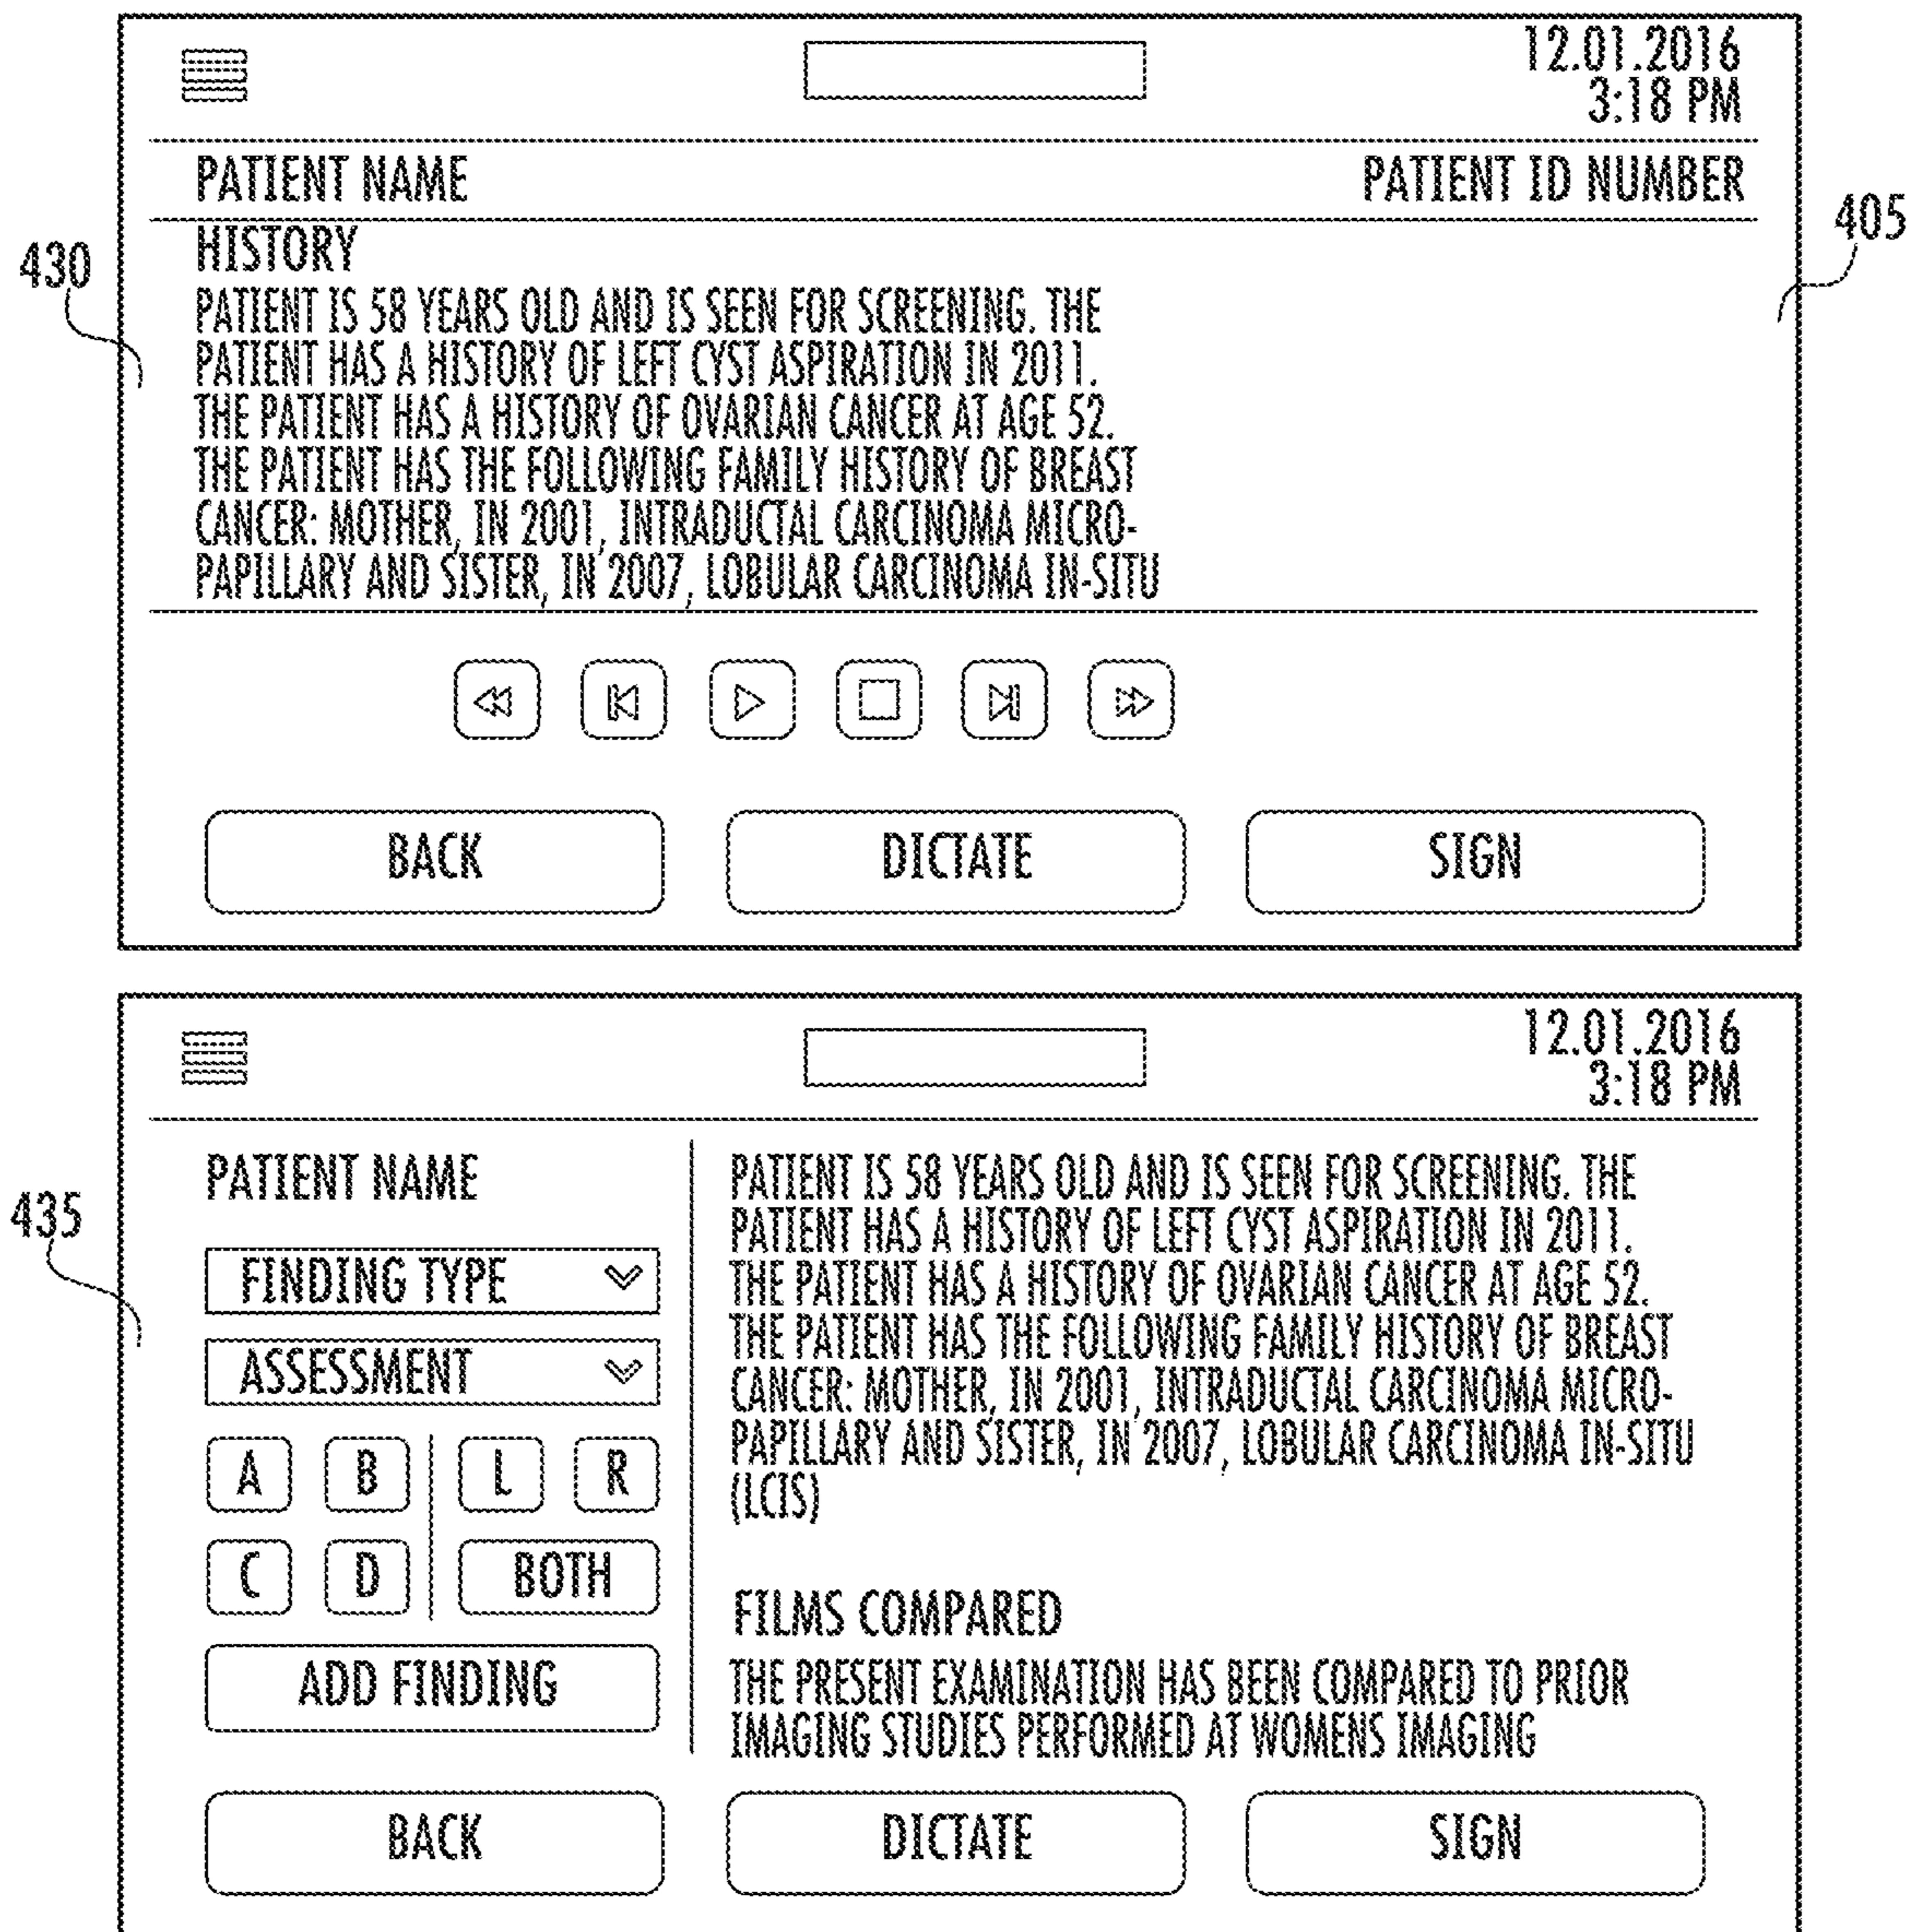 12.01.2016
3:18 PM
PATIENT NAME
PATIENT ID NUMBER
405
430
HISTORY
PATIENT IS 58 YEARS OLD AND IS SEEN FOR SCREENING. THE
PATIENT HAS A HISTORY OF LEFT CYST ASPIRATION IN 2011.
THE PATIENT HAS A HISTORY OF OVARIAN CANCER AT AGE 52.
THE PATIENT HAS THE FOLLOWING FAMILY HISTORY OF BREAST
CANCER: MOTHER, IN 2001, INTRADUCTAL CARCINOMA MICRO-
PAPILLARY AND SISTER, IN 2007, LOBULAR CARCINOMA IN-SITU
BACK
DICTATE
SIGN
12.01.2016
3:18 PM
435
PATIENT NAME
FINDING TYPE
ASSESSMENT
A B L R
C D BOTH
ADD FINDING
PATIENT IS 58 YEARS OLD AND IS SEEN FOR SCREENING. THE
PATIENT HAS A HISTORY OF LEFT CYST ASPIRATION IN 2011.
THE PATIENT HAS A HISTORY OF OVARIAN CANCER AT AGE 52.
THE PATIENT HAS THE FOLLOWING FAMILY HISTORY OF BREAST
CANCER: MOTHER, IN 2001, INTRADUCTAL CARCINOMA MICRO-
PAPILLARY AND SISTER, IN 2007, LOBULAR CARCINOMA IN-SITU
(LCIS)
FILMS COMPARED
THE PRESENT EXAMINATION HAS BEEN COMPARED TO PRIOR
IMAGING STUDIES PERFORMED AT WOMENS IMAGING
BACK
DICTATE
SIGN